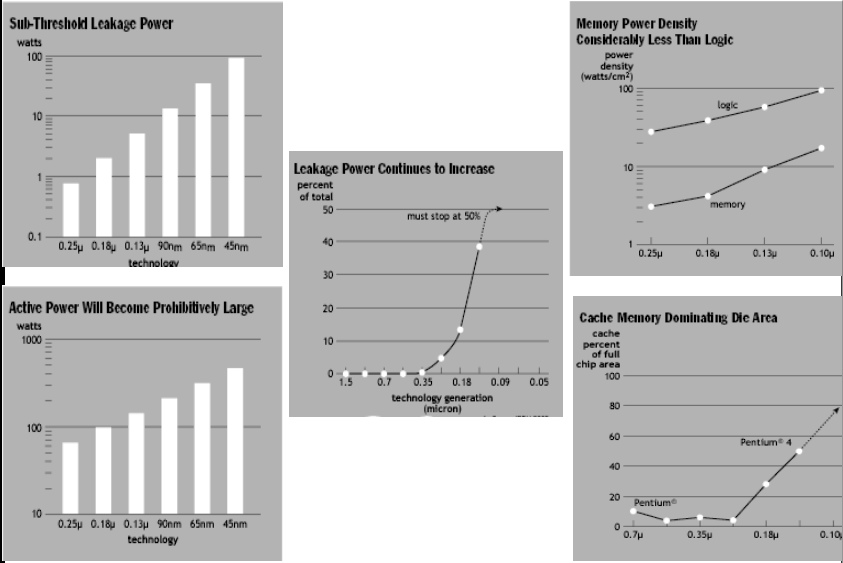 Sub-Threshold Leakage Power
watts
100
10
1
0.1
0.25µ 0.18µ 0.13µ 90nm 65nm 45nm
technology
Active Power Will Become Prohibitively Large
watts
1000
100
10
0.25µ 0.18µ 0.13µ 90nm 65nm 45nm
technology
Leakage Power Continues to Increase
percent
of total
50
must stop at 50%
40
30
20
10
0
1.5 0.7 0.35 0.18 0.09 0.05
technology generation
(micron)
Memory Power Density
Considerably Less Than Logic
power
density
(watts/cm²)
100
logic
10
memory
1
0.25µ 0.18µ 0.13µ 0.10µ
Cache Memory Dominating Die Area
cache
percent
of full
chip area
100
80
60
Pentium® 4
40
20
Pentium®
0
0.7µ 0.35µ 0.18µ 0.10µ